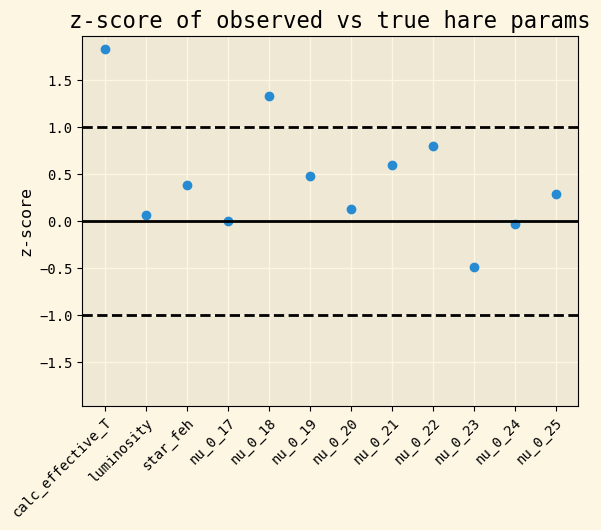 z-score of observed vs true hare params
z-score
1.5
1.0
0.5
0.0
−0.5
−1.0
−1.5
calc_effective_T
luminosity
star_feh
nu_0_17
nu_0_18
nu_0_19
nu_0_20
nu_0_21
nu_0_22
nu_0_23
nu_0_24
nu_0_25